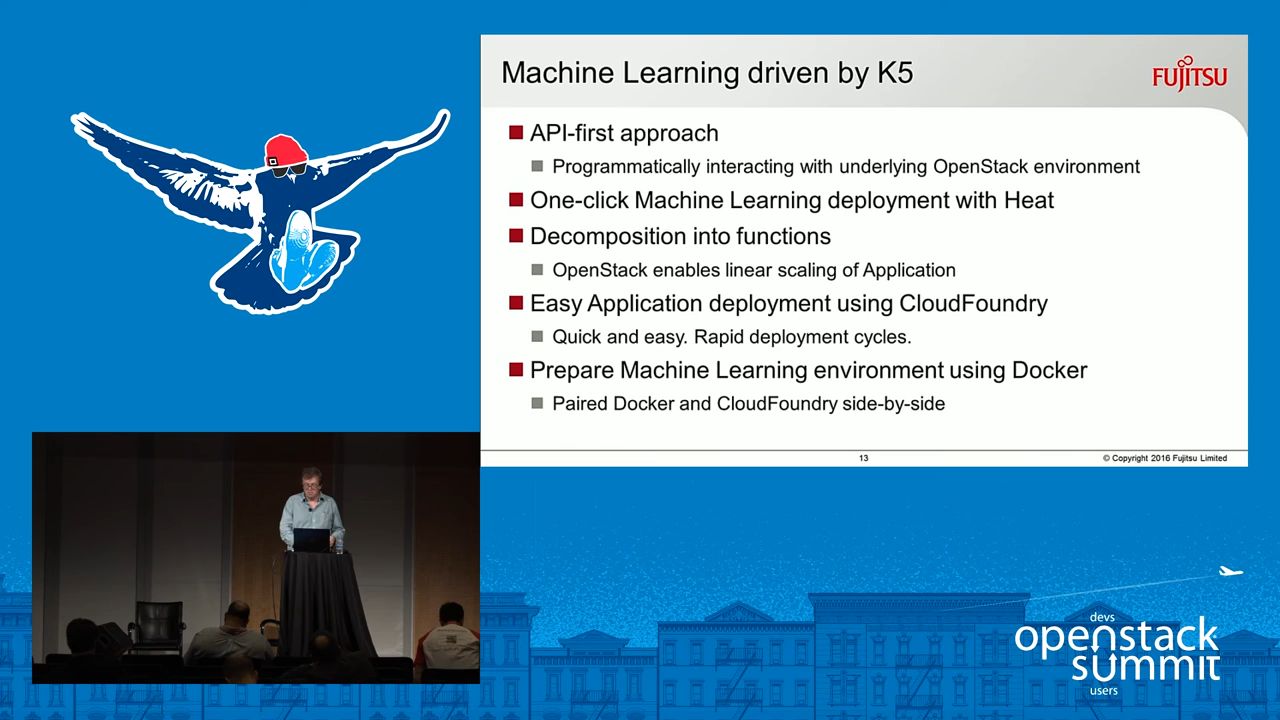 Machine Learning driven by K5
FUJITSU
API-first approach
Programmatically interacting with underlying OpenStack environment
One-click Machine Learning deployment with Heat
Decomposition into functions
OpenStack enables linear scaling of Application
Easy Application deployment using CloudFoundry
Quick and easy. Rapid deployment cycles.
Prepare Machine Learning environment using Docker
Paired Docker and CloudFoundry side-by-side
13
© Copyright 2016 Fujitsu Limited
devs
openstack
summit
users